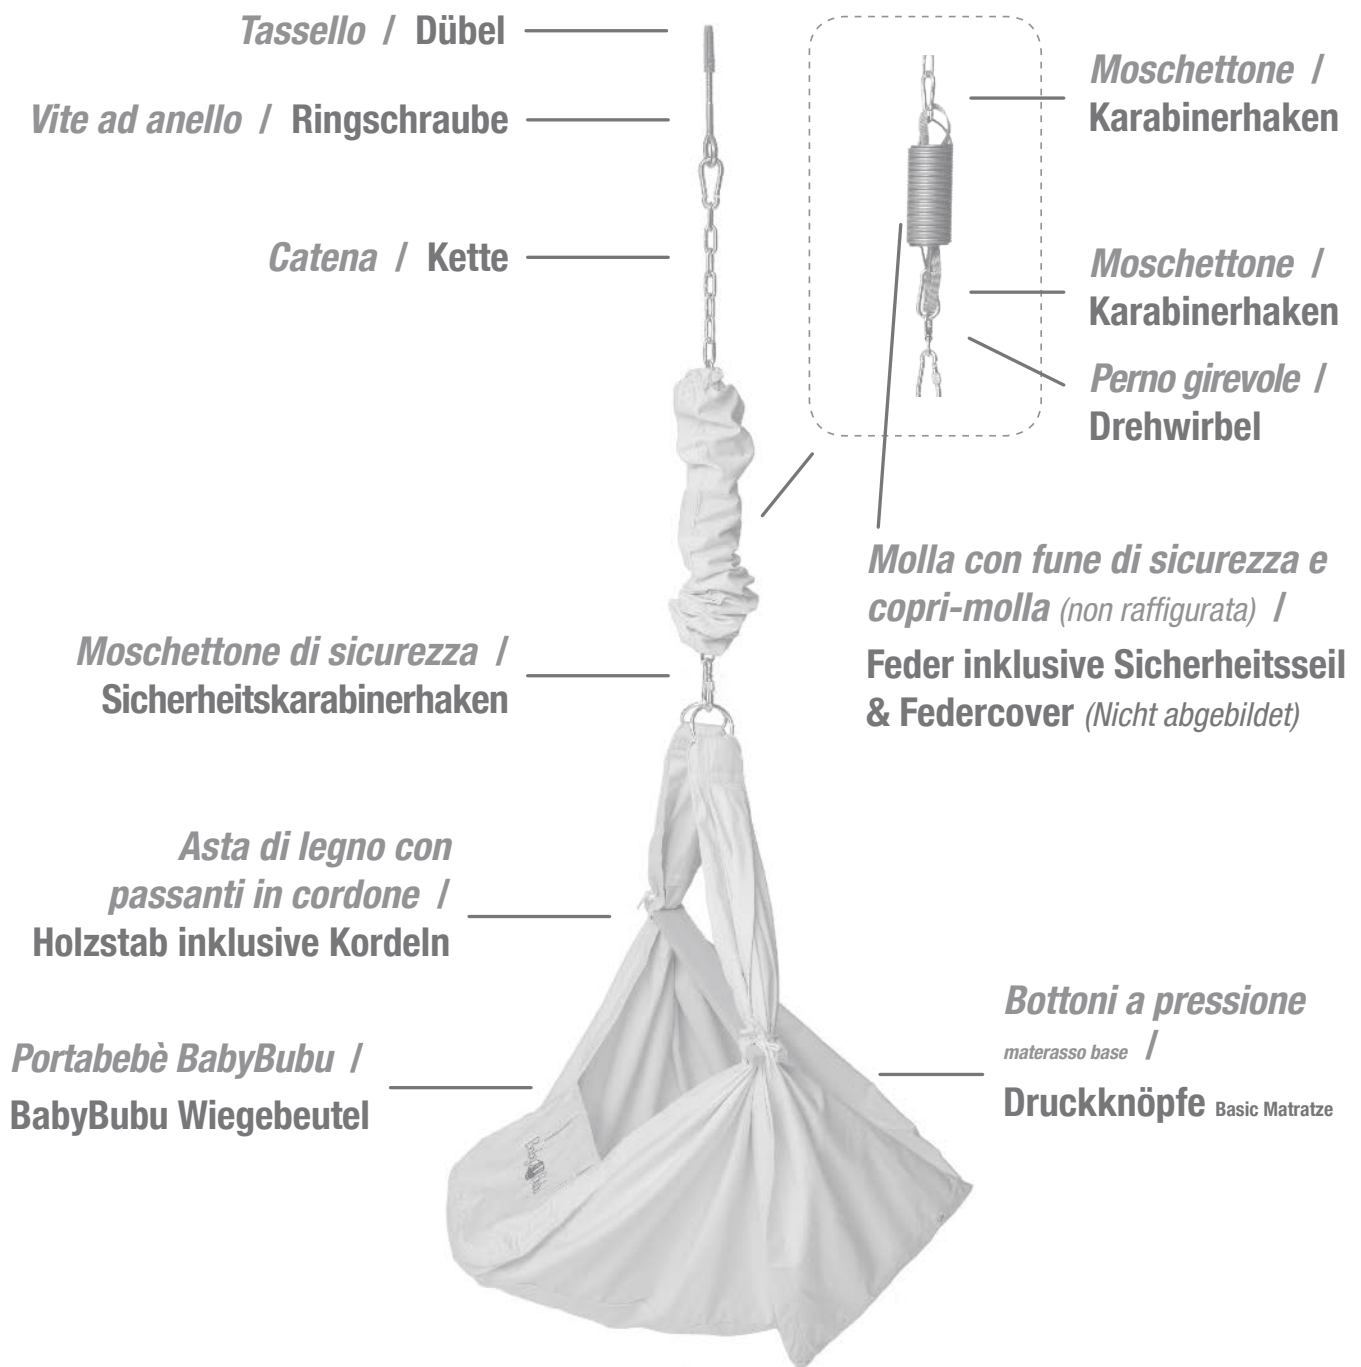 Tassello / Dübel
Vite ad anello / Ringschraube
Catena / Kette
Moschettone /
Karabinerhaken
Moschettone /
Karabinerhaken
Perno girevole /
Drehwirbel
Molla con fune di sicurezza e
copri-molla (non raffigurata) /
Feder inklusive Sicherheitsseil
& Federcover (Nicht abgebildet)
Moschettone di sicurezza /
Sicherheitskarabinerhaken
Asta di legno con
passanti in cordone /
Holzstab inklusive Kordeln
Portabebè BabyBubu /
BabyBubu Wiegebeutel
Bottoni a pressione
materasso base /
Druckknöpfe Basic Matratze